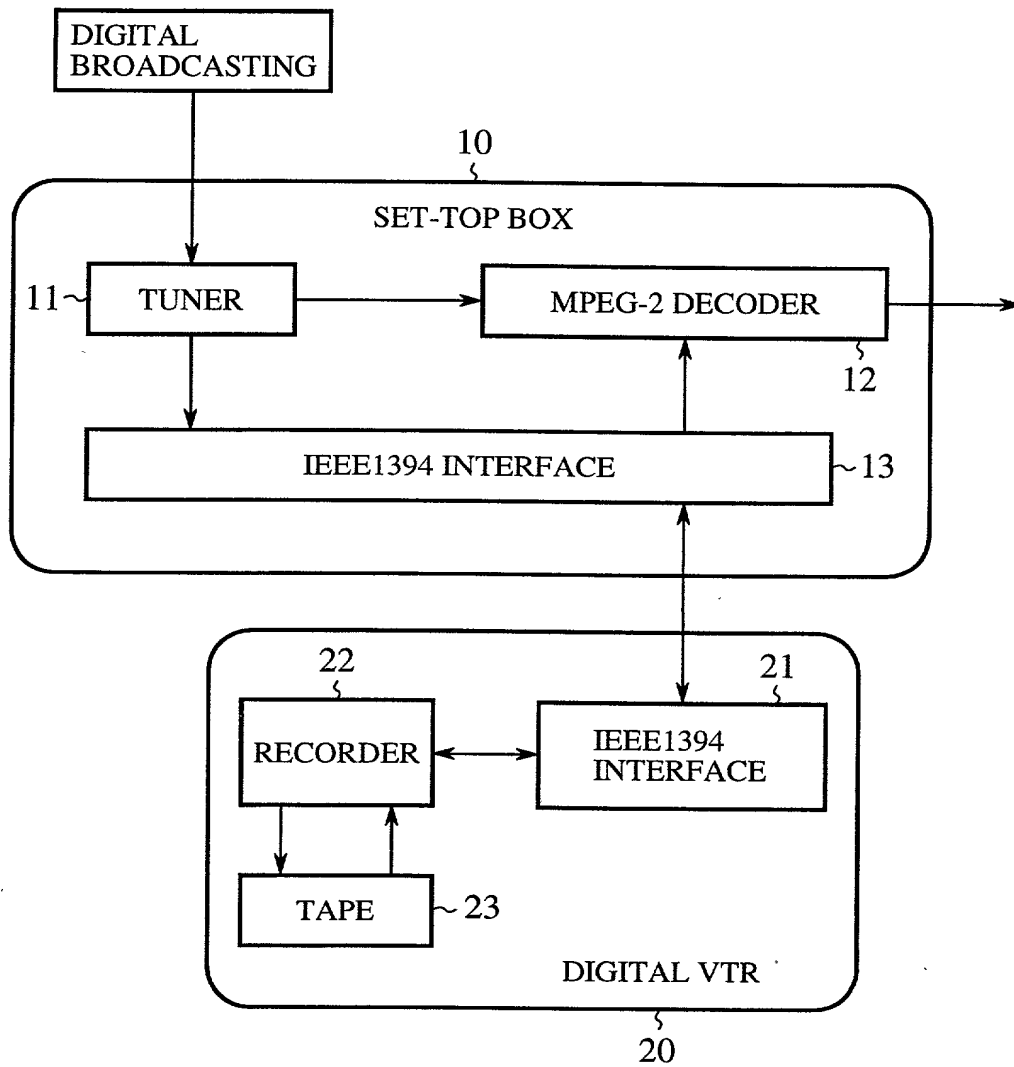 DIGITAL
BROADCASTING
10
SET-TOP BOX
11
TUNER
MPEG-2 DECODER
12
IEEE1394 INTERFACE
13
22
21
RECORDER
IEEE1394
INTERFACE
TAPE
23
DIGITAL VTR
20